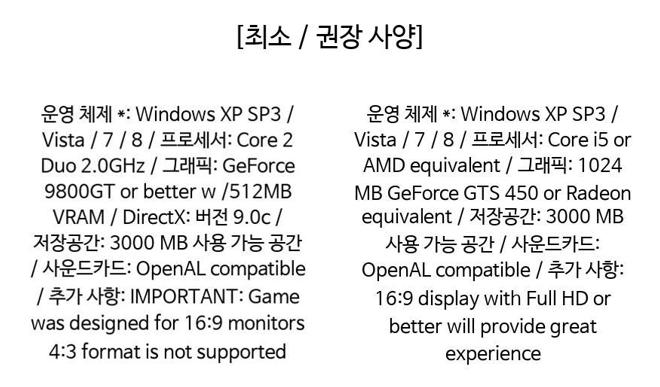 [최소 / 권장 사양]
운영 체제 *: Windows XP SP3 /
Vista / 7 / 8 / 프로세서: Core 2
Duo 2.0GHz / 그래픽: GeForce
9800GT or better w /512MB
VRAM / DirectX: 버전 9.0c /
저장공간: 3000 MB 사용 가능 공간
/ 사운드카드: OpenAL compatible
/ 추가 사항: IMPORTANT: Game
was designed for 16:9 monitors
4:3 format is not supported
운영 체제 *: Windows XP SP3 /
Vista / 7 / 8 / 프로세서: Core i5 or
AMD equivalent / 그래픽: 1024
MB GeForce GTS 450 or Radeon
equivalent / 저장공간: 3000 MB
사용 가능 공간 / 사운드카드:
OpenAL compatible / 추가 사항:
16:9 display with Full HD or
better will provide great
experience